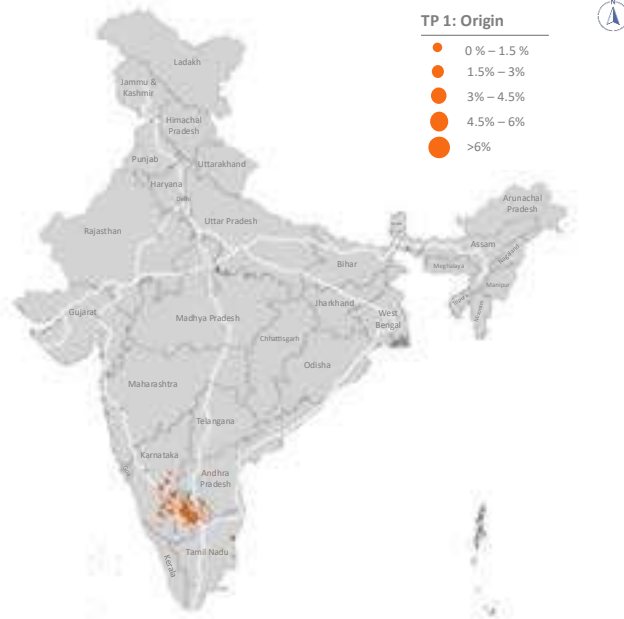 TP 1: Origin
N
0 % – 1.5 %
1.5% – 3%
3% – 4.5%
4.5% – 6%
>6%
Ladakh
Jammu &
Kashmir
Himachal
Pradesh
Punjab
Uttarakhand
Haryana
Delhi
Arunachal
Pradesh
Rajasthan
Uttar Pradesh
Assam
Nagaland
Bihar
Meghalaya
Manipur
Tripura
Mizoram
Gujarat
Madhya Pradesh
Jharkhand
West
Bengal
Chhattisgarh
Odisha
Maharashtra
Telangana
Karnataka
Goa
Andhra
Pradesh
Tamil Nadu
Kerala